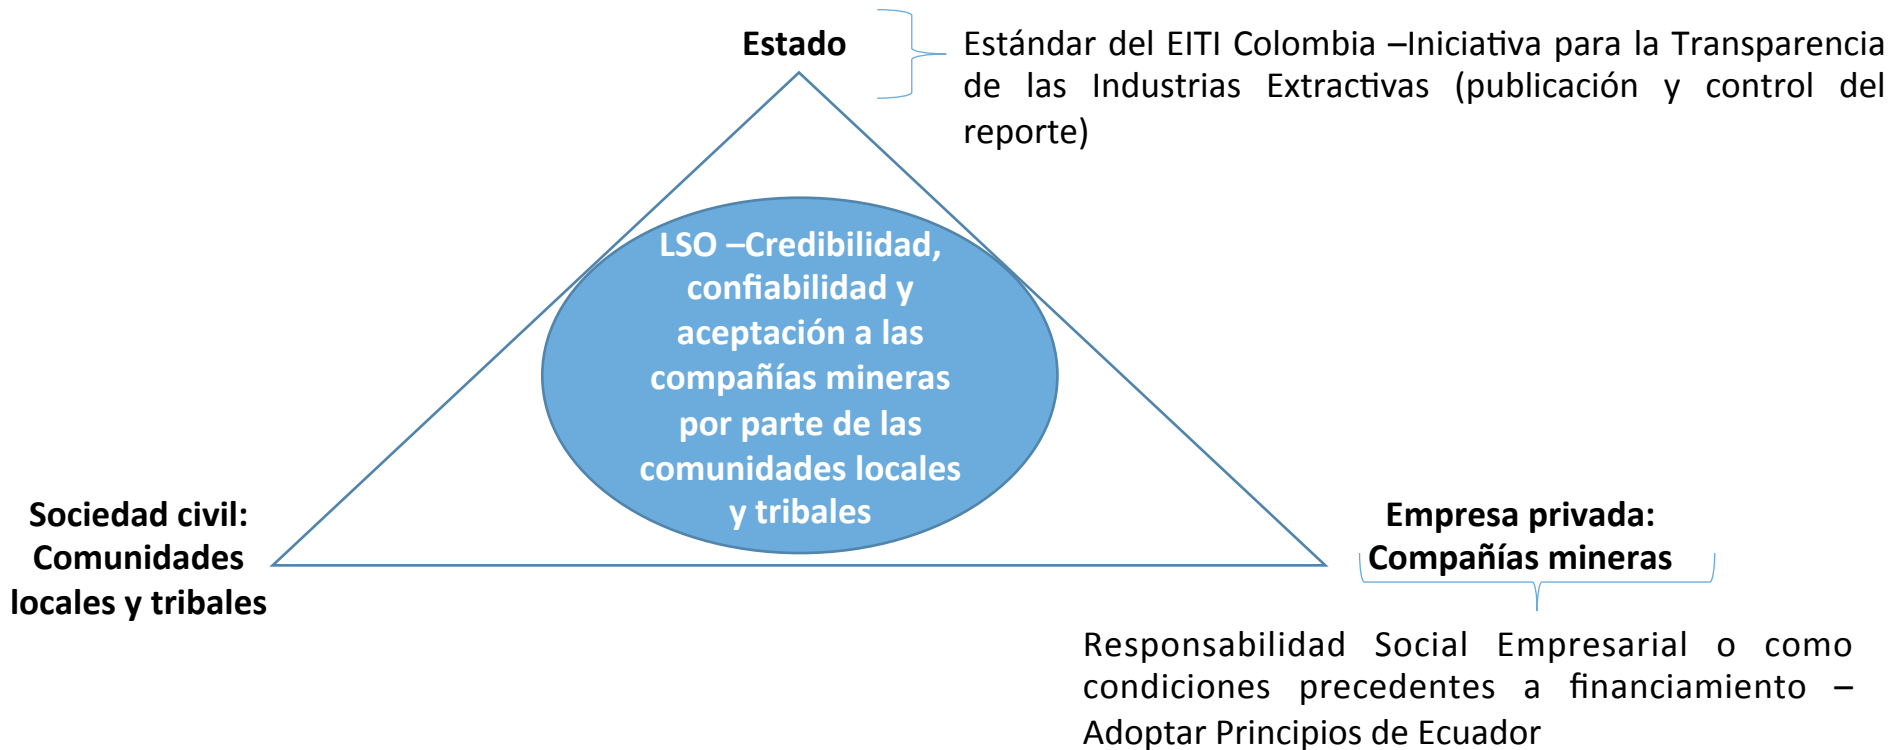 Estado
Estándar del EITI Colombia –Iniciativa para la Transparencia
de las Industrias Extractivas (publicación y control del
reporte)
LSO –Credibilidad,
confiabilidad y
aceptación a las
compañías mineras
por parte de las
comunidades locales
y tribales
Sociedad civil:
Comunidades
locales y tribales
Empresa privada:
Compañías mineras
Responsabilidad Social Empresarial o como
condiciones precedentes a financiamiento –
Adoptar Principios de Ecuador